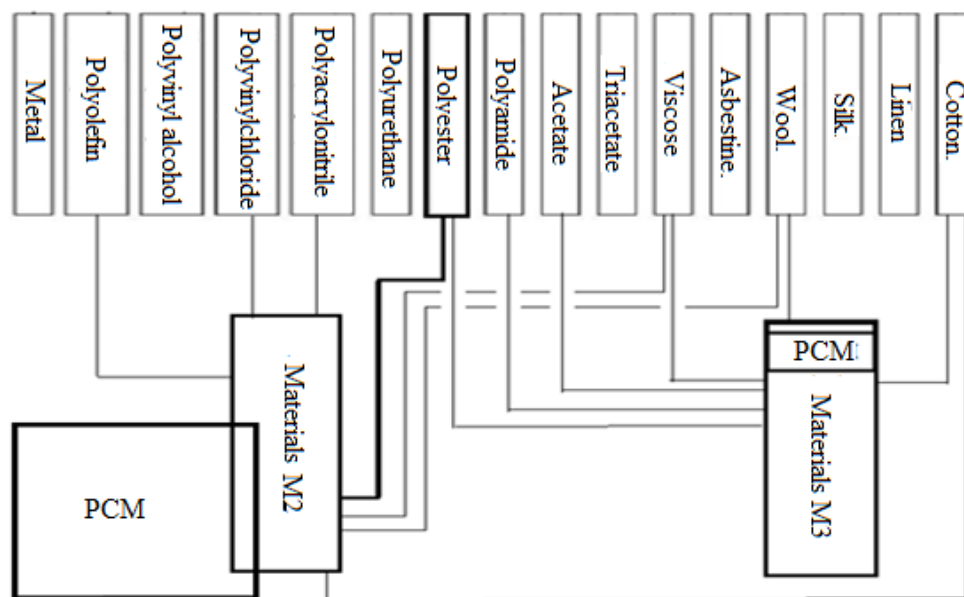 Metal
Polyolefin
Polyvinyl alcohol
Polyvinylchloride
Polyacrylonitrile
Polyurethane
Polyester
Polyamide
Acetate
Triacetate
Viscose
Asbestine.
Wool.
Silk.
Linen
Cotton.
Materials M2
PCM
PCM
Materials M3